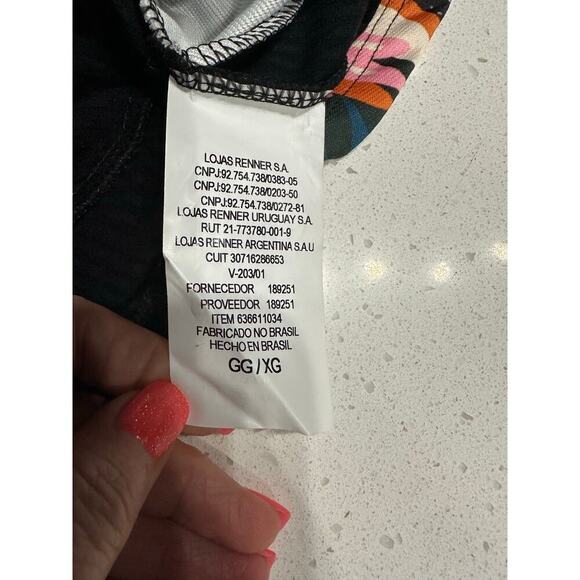 LOJAS RENNER S.A.
CNPJ:92.754.738/0383-05
CNPJ:92.754.738/0203-50
CNPJ:92.754.738/0272-81
LOJAS RENNER URUGUAY S.A.
RUT 21-773780-001-9
LOJAS RENNER ARGENTINA S.A.U
CUIT 30716286653
V-203/01
FORNECEDOR 189251
PROVEEDOR 189251
ITEM 636611034
FABRICADO NO BRASIL
HECHO EN BRASIL
GG/XG